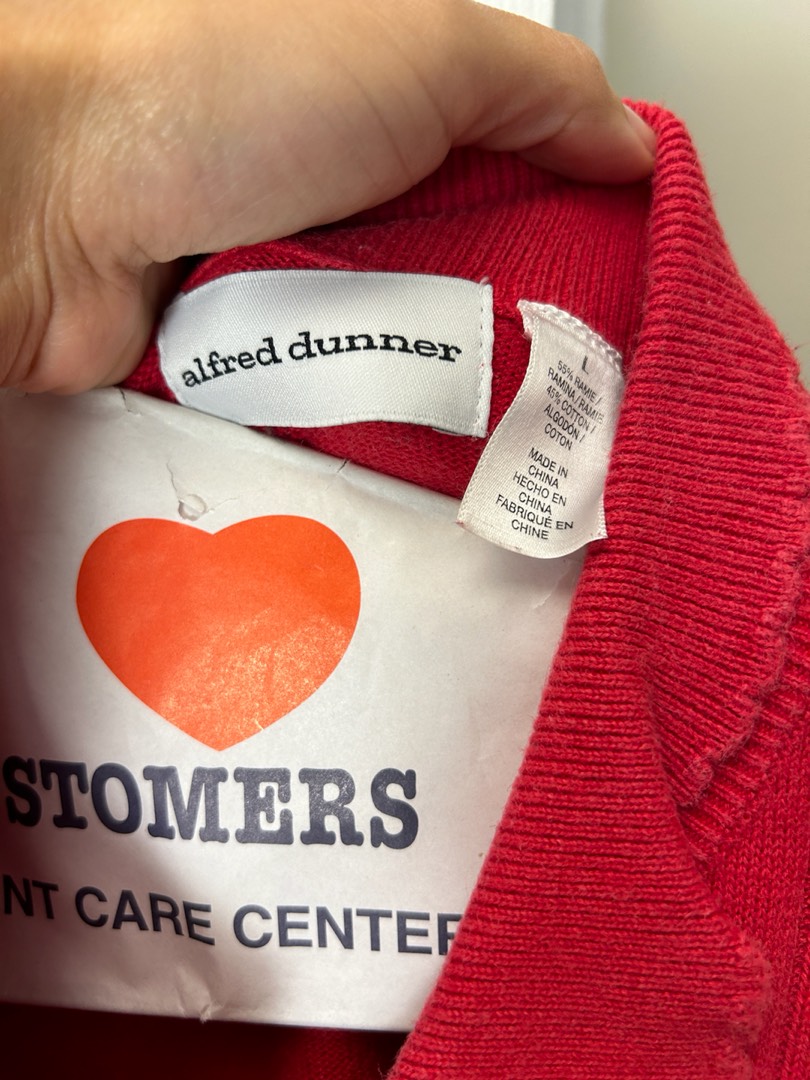 alfred dunner
L
55% RAMIE /
RAMINA / RAMIE
45% COTTON /
ALGODÓN /
COTON
MADE IN
CHINA
HECHO EN
CHINA
FABRIQUÉ EN
CHINE
STOMERS
NT CARE CENTER